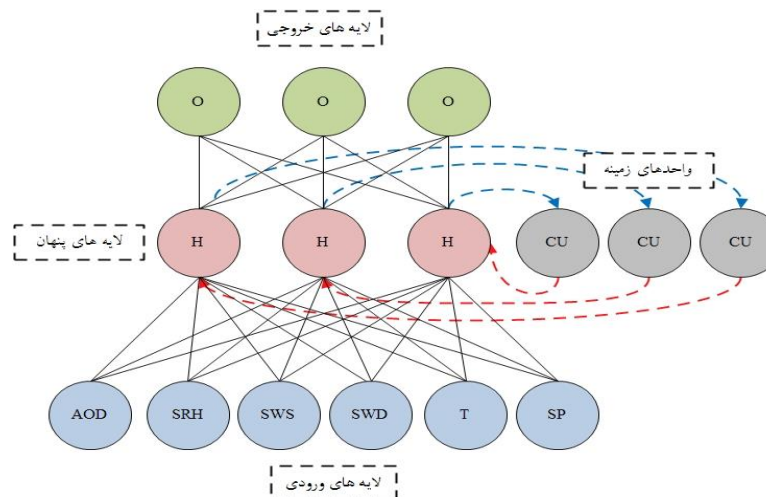 لایه های خروجی
O O O
واحدهای زمینه
لایه های پنهان
H H H CU CU CU
AOD SRH SWS SWD T SP
لایه های ورودی